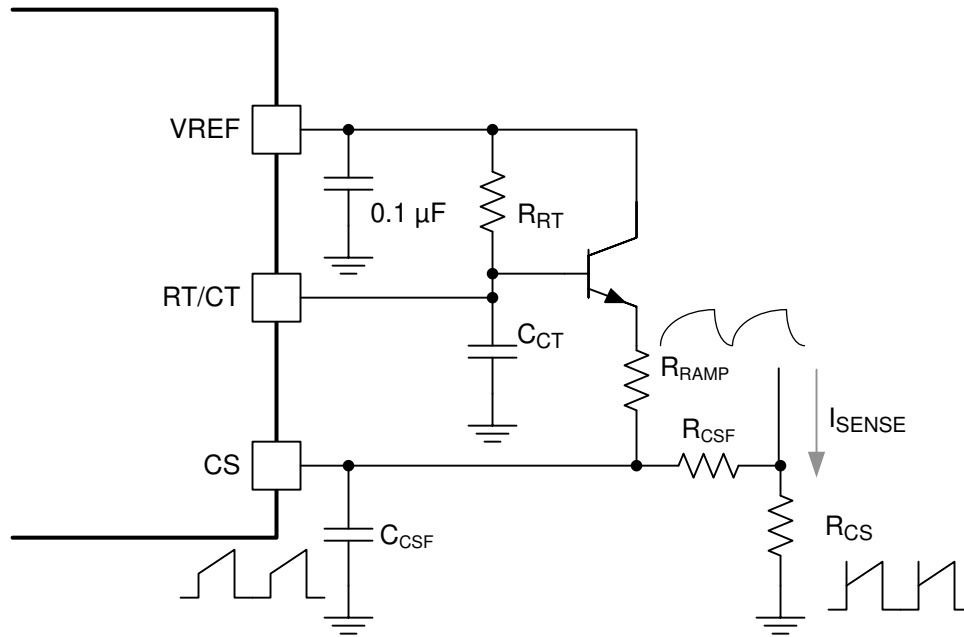 VREF
0.1 µF
RRT
RT/CT
CCT
RRAMP
ISENSE
RCSF
CS
CCSF
RCS